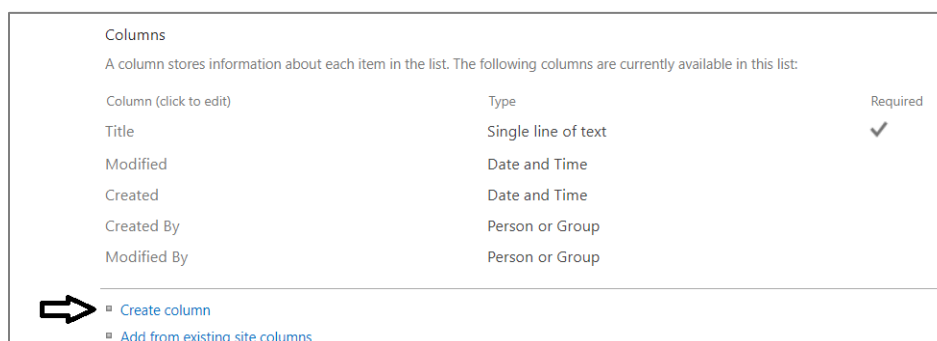 Columns
A column stores information about each item in the list. The following columns are currently available in this list:
Column (click to edit) Type Required
Title Single line of text
Modified Date and Time
Created Date and Time
Created By Person or Group
Modified By Person or Group
Create column
Add from existing site columns